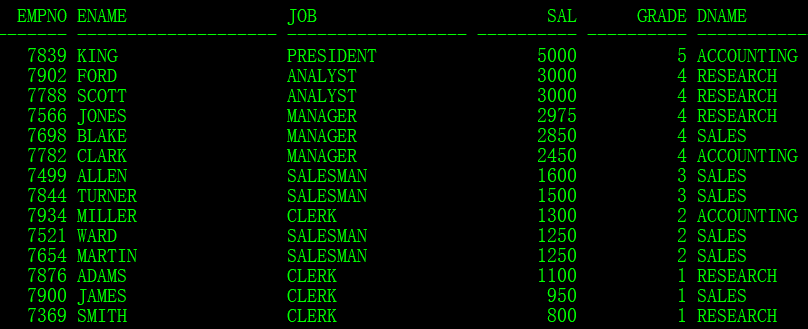 EMPNO ENAME JOB SAL GRADE DNAME
------- -------------------- ------------------ ---------- ---------- -----------
7839 KING PRESIDENT 5000 5 ACCOUNTING
7902 FORD ANALYST 3000 4 RESEARCH
7788 SCOTT ANALYST 3000 4 RESEARCH
7566 JONES MANAGER 2975 4 RESEARCH
7698 BLAKE MANAGER 2850 4 SALES
7782 CLARK MANAGER 2450 4 ACCOUNTING
7499 ALLEN SALESMAN 1600 3 SALES
7844 TURNER SALESMAN 1500 3 SALES
7934 MILLER CLERK 1300 2 ACCOUNTING
7521 WARD SALESMAN 1250 2 SALES
7654 MARTIN SALESMAN 1250 2 SALES
7876 ADAMS CLERK 1100 1 RESEARCH
7900 JAMES CLERK 950 1 SALES
7369 SMITH CLERK 800 1 RESEARCH